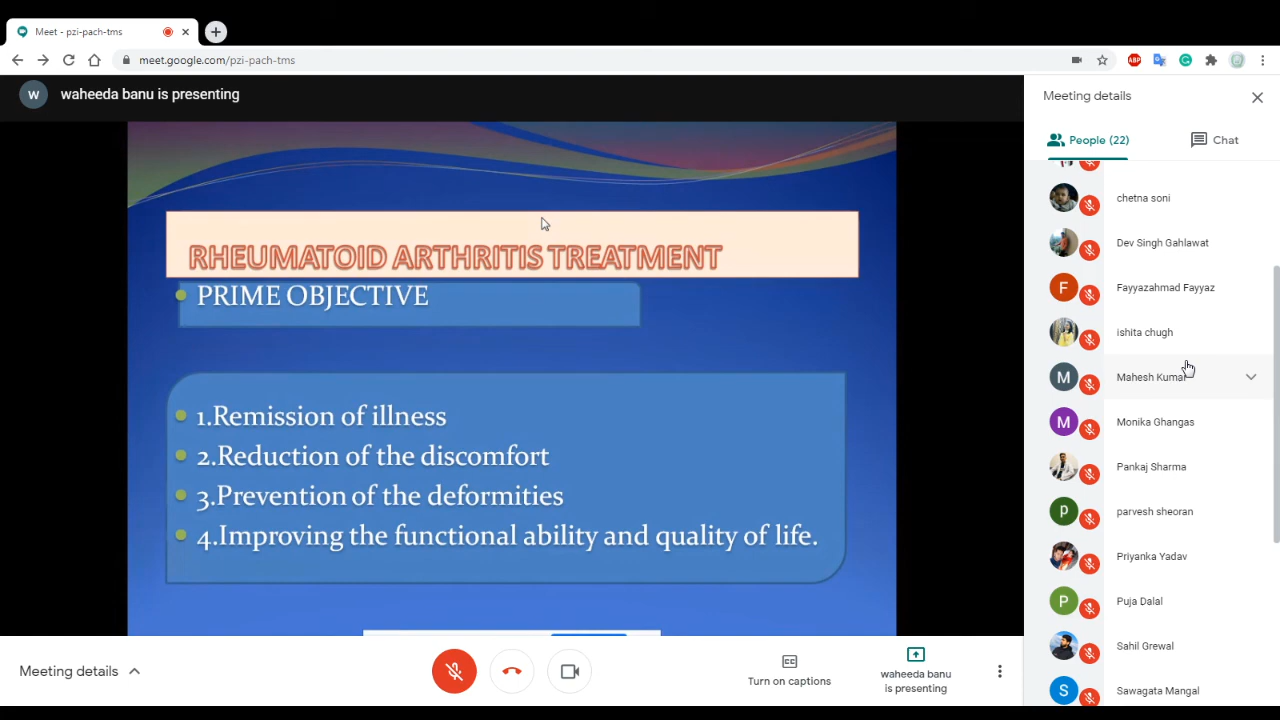 Meet - pzi-pach-tms
meet.google.com/pzi-pach-tms
ABP
W
waheeda banu is presenting
RHEUMATOID ARTHRITIS TREATMENT
PRIME OBJECTIVE
1.Remission of illness
2.Reduction of the discomfort
3.Prevention of the deformities
4.Improving the functional ability and quality of life.
Meeting details
People (22)
Chat
chetna soni
Dev Singh Gahlawat
F
Fayyazahmad Fayyaz
ishita chugh
M
Mahesh Kumar
M
Monika Ghangas
Pankaj Sharma
p
parvesh sheoran
Priyanka Yadav
P
Puja Dalal
Sahil Grewal
S
Sawagata Mangal
Meeting details
CC
Turn on captions
waheeda banu
is presenting